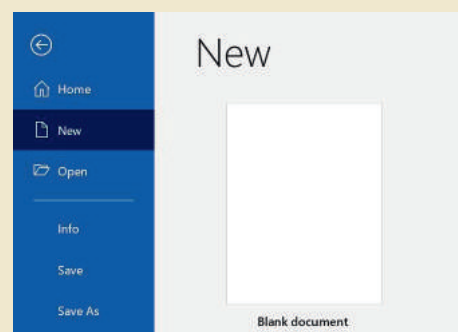 New
Home
New
Open
Info
Save
Save As
Blank document